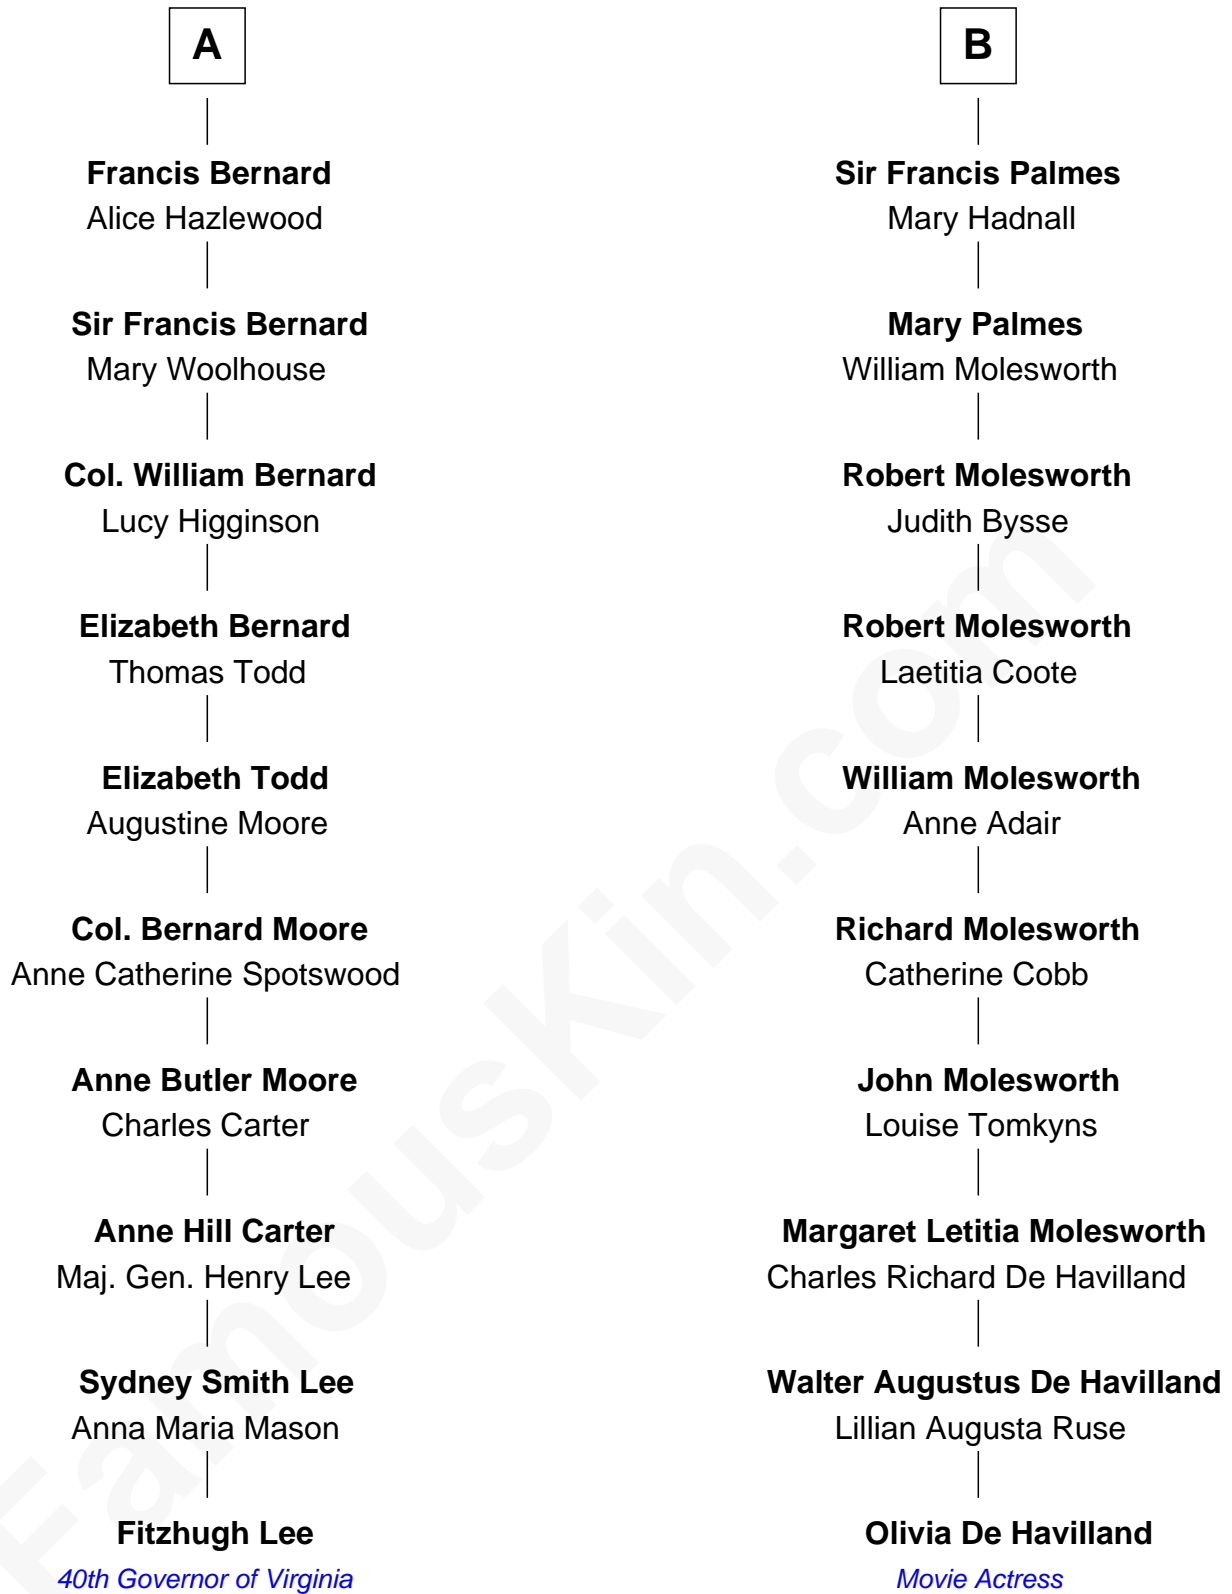 A
Francis Bernard
Alice Hazlewood
Sir Francis Bernard
Mary Woolhouse
Col. William Bernard
Lucy Higginson
Elizabeth Bernard
Thomas Todd
Elizabeth Todd
Augustine Moore
Col. Bernard Moore
Anne Catherine Spotswood
Anne Butler Moore
Charles Carter
Anne Hill Carter
Maj. Gen. Henry Lee
Sydney Smith Lee
Anna Maria Mason
Fitzhugh Lee
40th Governor of Virginia
B
Sir Francis Palmes
Mary Hadnall
Mary Palmes
William Molesworth
Robert Molesworth
Judith Bysse
Robert Molesworth
Laetitia Coote
William Molesworth
Anne Adair
Richard Molesworth
Catherine Cobb
John Molesworth
Louise Tomkyns
Margaret Letitia Molesworth
Charles Richard De Havilland
Walter Augustus De Havilland
Lillian Augusta Ruse
Olivia De Havilland
Movie Actress
FamousKin.com